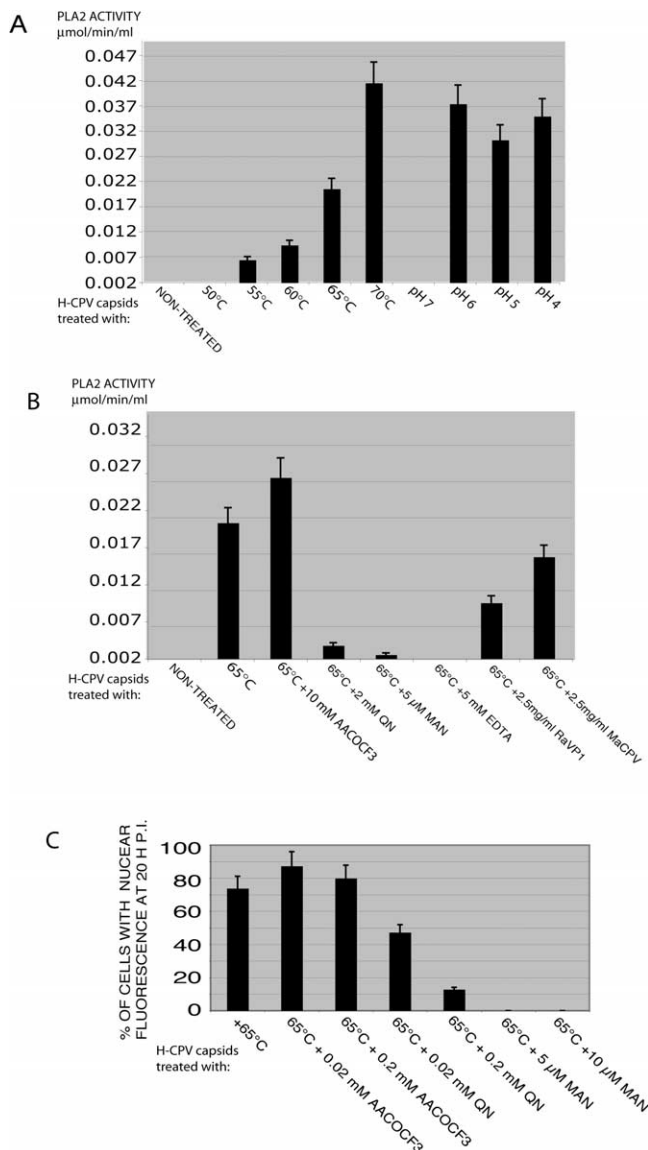 A
PLA2 ACTIVITY
μmol/min/ml
0.047
0.042
0.037
0.032
0.027
0.022
0.017
0.012
0.007
0.002
H-CPV capsids
treated with:
NON-TREATED
50°C
55°C
60°C
65°C
70°C
pH 7
pH 6
pH 5
pH 4
B
PLA2 ACTIVITY
μmol/min/ml
0.032
0.027
0.022
0.017
0.012
0.007
0.002
H-CPV capsids
treated with:
NON-TREATED
65°C
65°C +10 mM AACOCF3
65°C +2 mM QN
65°C +5 μM MAN
65°C +5 mM EDTA
65°C +2.5mg/ml RaVP1
65°C +2.5mg/ml MaCPV
C
% OF CELLS WITH NUCEAR
FLUORESCENCE AT 20 H P.I.
100
80
60
40
20
0
H-CPV capsids
treated with:
+65°C
65°C + 0.02 mM AACOCF3
65°C + 0.2 mM AACOCF3
65°C + 0.02 mM QN
65°C + 0.2 mM QN
65°C + 5 μM MAN
65°C +10 μM MAN